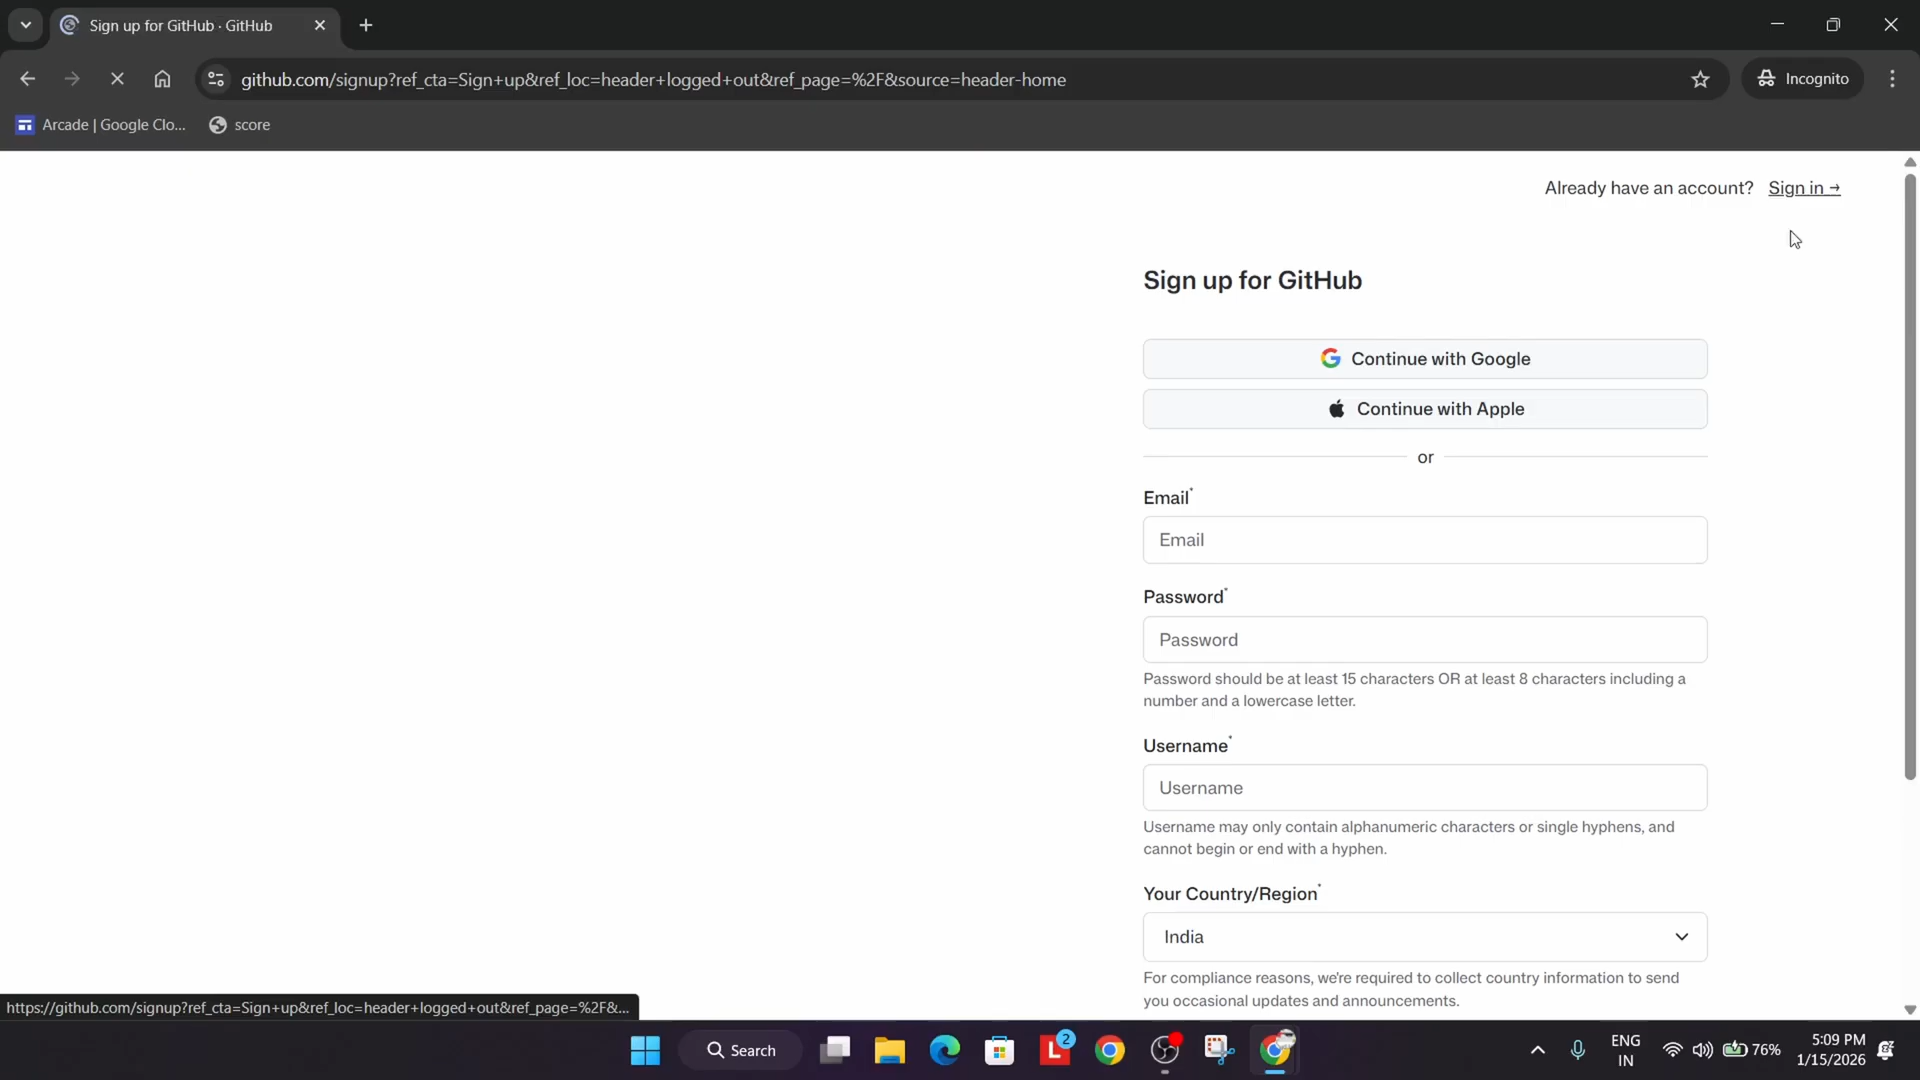 Sign up for GitHub · GitHub
github.com/signup?ref_cta=Sign+up&ref_loc=header+logged+out&ref_page=%2F&source=header-home
Incognito
Arcade | Google Clo...
score
Already have an account? Sign in →
Sign up for GitHub
Continue with Google
Continue with Apple
or
Email*
Email
Password*
Password
Password should be at least 15 characters OR at least 8 characters including a
number and a lowercase letter.
Username*
Username
Username may only contain alphanumeric characters or single hyphens, and
cannot begin or end with a hyphen.
Your Country/Region*
India
For compliance reasons, we're required to collect country information to send
you occasional updates and announcements.
https://github.com/signup?ref_cta=Sign+up&ref_loc=header+logged+out&ref_page=%2F&...
Search
L
2
ENG
IN
76%
5:09 PM
1/15/2026